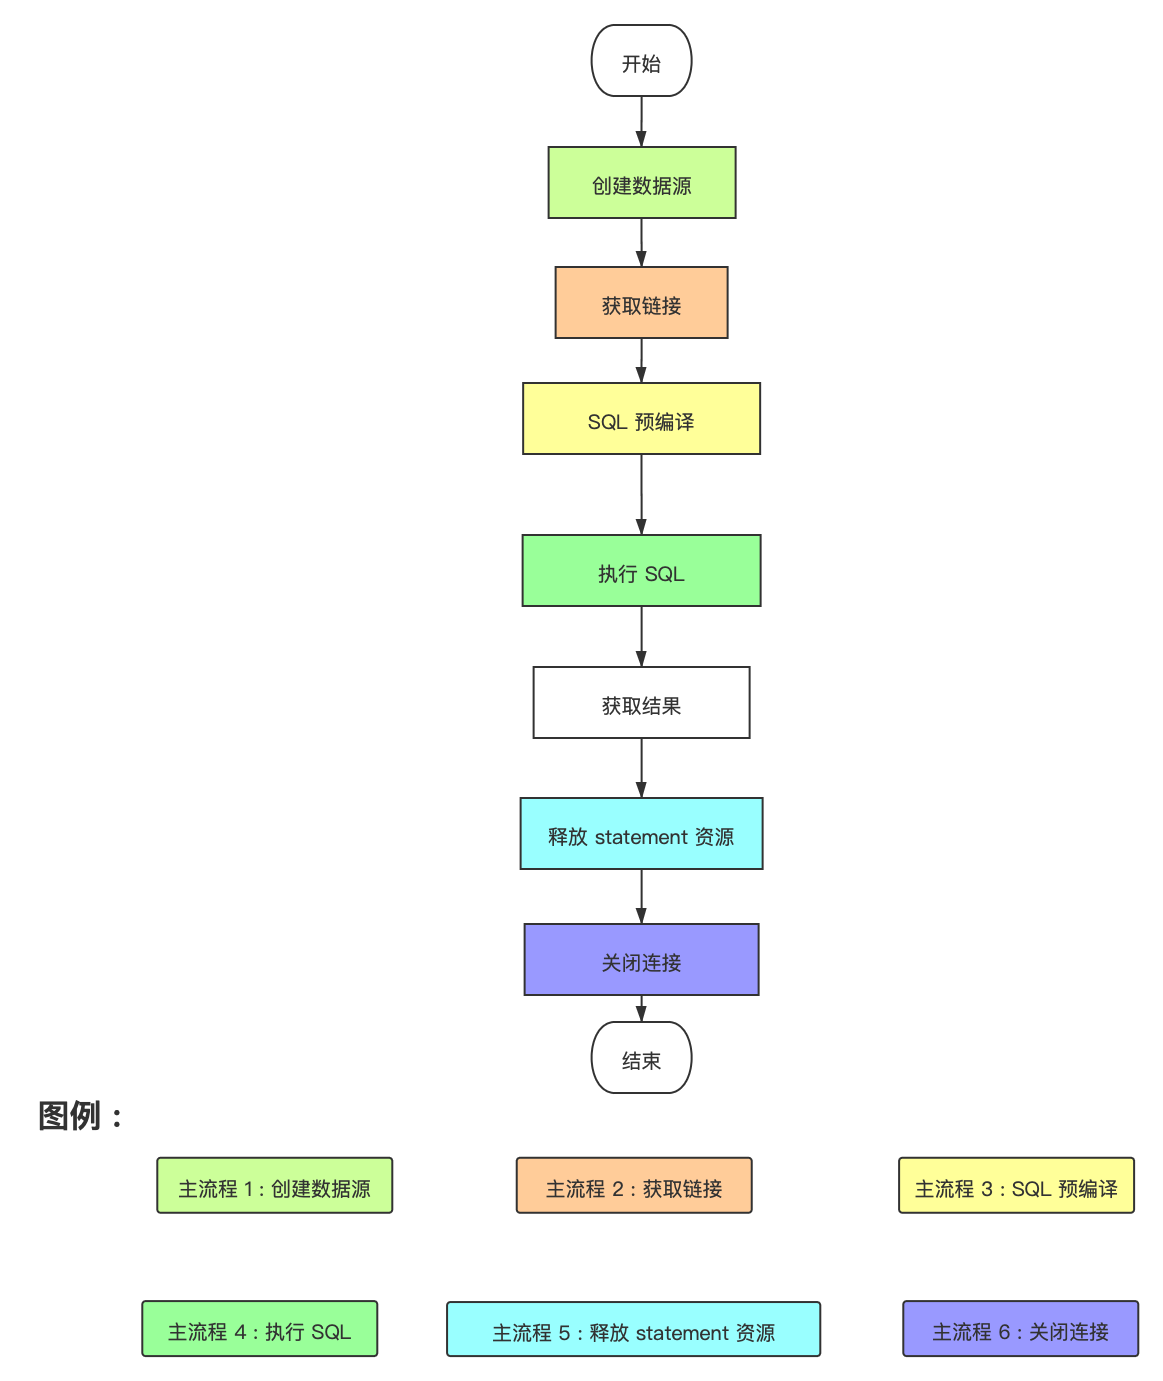 开始
创建数据源
获取链接
SQL 预编译
执行 SQL
获取结果
释放 statement 资源
关闭连接
结束
图例：
主流程 1：创建数据源
主流程 2：获取链接
主流程 3：SQL 预编译
主流程 4：执行 SQL
主流程 5：释放 statement 资源
主流程 6：关闭连接